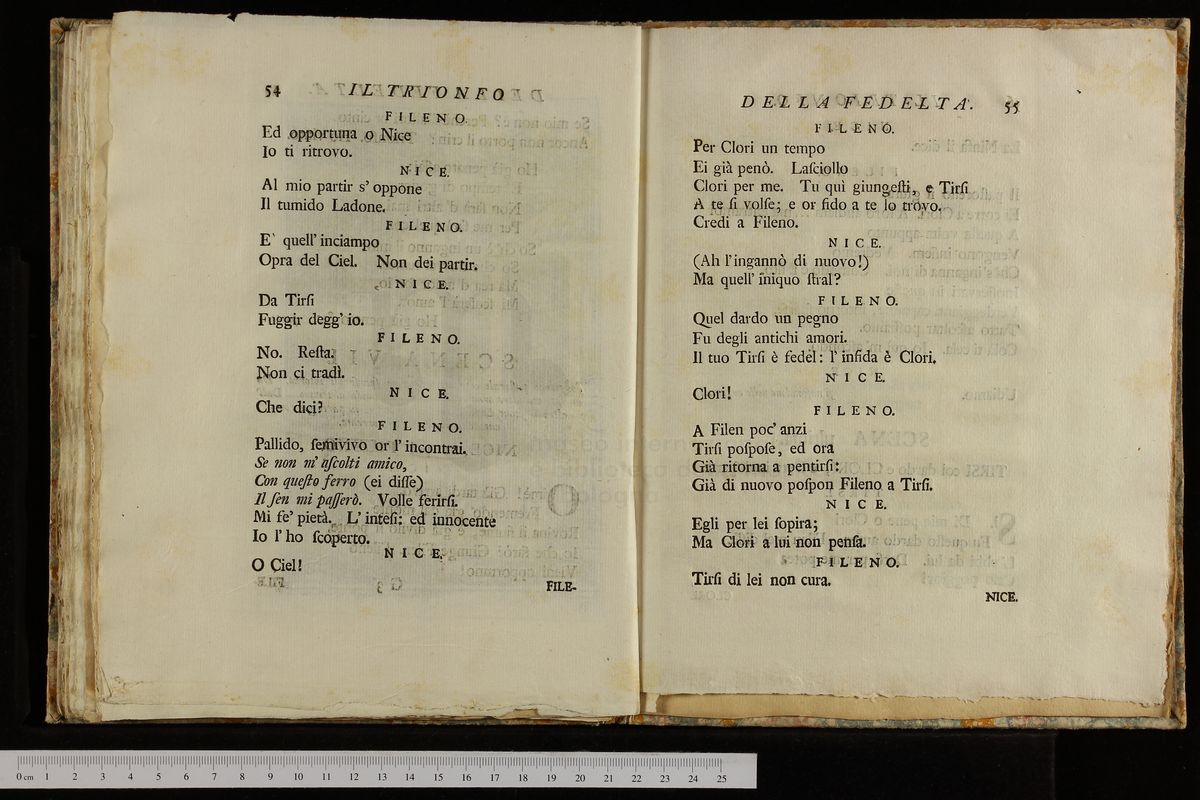 54 IL TRIONFO
FILENO.
Ed opportuna o Nice
Io ti ritrovo.
NICE.
Al mio partir s' oppone
Il tumido Ladone.
FILENO.
E` quell' inciampo
Opra del Ciel. Non dei partir.
NICE.
Da Tirſi
Fuggir degg' io.
FILENO.
No. Reſta.
Non ci tradì.
NICE.
Che dici?
FILENO.
Pallido, ſemivivo or l' incontrai.
Se non m' aſcolti amico,
Con queſto ferro (ei diſſe)
Il ſen mi paſſerò. Volle ferirſi.
Mi fe' pietà. L' inteſi: ed innocente
Io l' ho ſcoperto.
NICE.
O Ciel!
FILE-
DELLA FEDELTA'. 55
FILENO.
Per Clori un tempo
Ei già penò. Laſciollo
Clori per me. Tu quì giungeſti, e Tirſi
A te ſi volſe; e or fido a te lo trovo.
Credi a Fileno.
NICE.
(Ah l' ingannò di nuovo!)
Ma quell' iniquo ſtral?
FILENO.
Quel dardo un pegno
Fu degli antichi amori.
Il tuo Tirſi è fedel: l' infida è Clori.
NICE.
Clori!
FILENO.
A Filen poc' anzi
Tirſi poſpoſe, ed ora
Già ritorna a pentirſi:
Già di nuovo poſpon Fileno a Tirſi.
NICE.
Egli per lei ſopira;
Ma Clori a lui non penſa.
FILENO.
Tirſi di lei non cura.
NICE.
0 cm 1 2 3 4 5 6 7 8 9 10 11 12 13 14 15 16 17 18 19 20 21 22 23 24 25